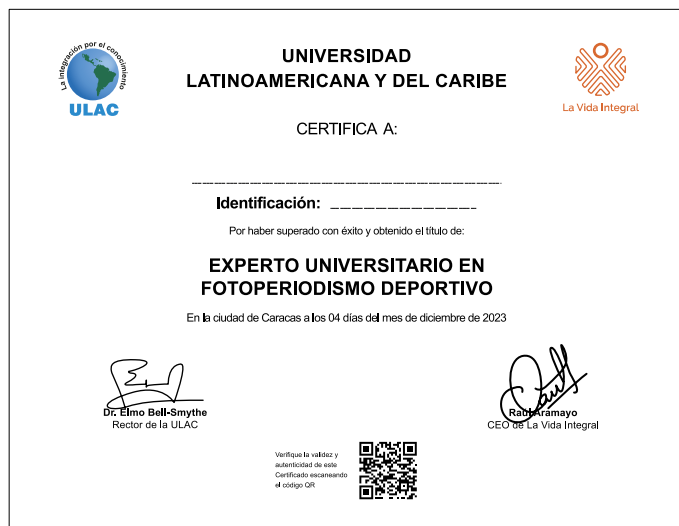 La integración por el conocimiento
ULAC
UNIVERSIDAD
LATINOAMERICANA Y DEL CARIBE
La Vida Integral
CERTIFICA A:
Identificación:
Por haber superado con éxito y obtenido el título de:
EXPERTO UNIVERSITARIO EN
FOTOPERIODISMO DEPORTIVO
En la ciudad de Caracas a los 04 días del mes de diciembre de 2023
Dr. Elmo Bell-Smythe
Rector de la ULAC
Raúl Aramayo
CEO de La Vida Integral
Verifique la validez y
autenticidad de este
Certificado escaneando
el código QR